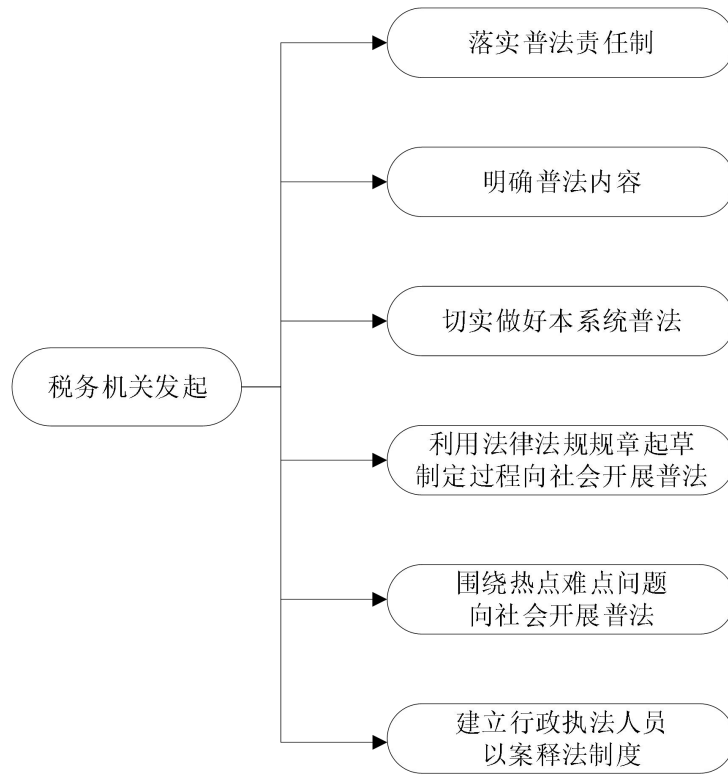 落实普法责任制
明确普法内容
切实做好本系统普法
税务机关发起
利用法律法规规章起草
制定过程向社会开展普法
围绕热点难点问题
向社会开展普法
建立行政执法人员
以案释法制度